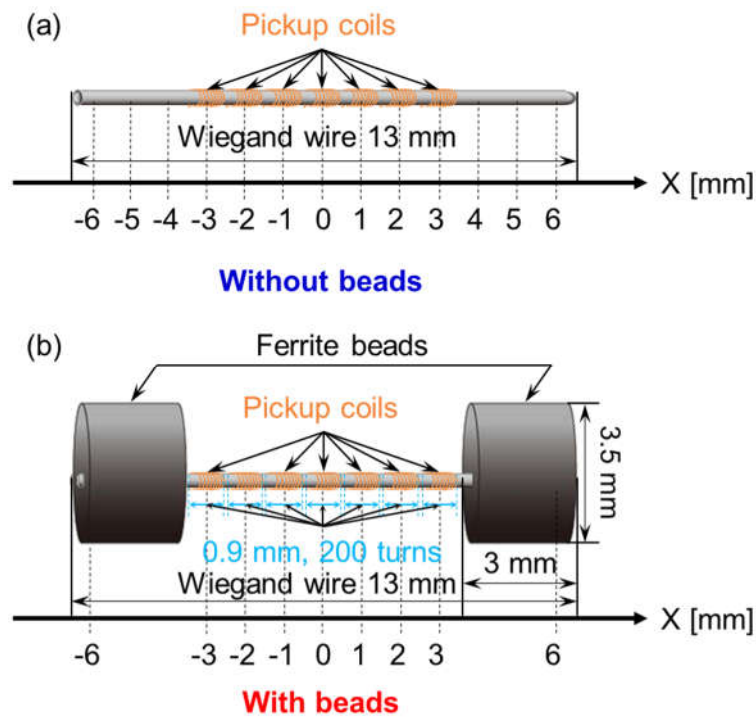 (a)
Pickup coils
Wiegand wire 13 mm
X [mm]
-6 -5 -4 -3 -2 -1 0 1 2 3 4 5 6
Without beads
(b)
Ferrite beads
Pickup coils
3.5 mm
0.9 mm, 200 turns
3 mm
Wiegand wire 13 mm
X [mm]
-6 -3 -2 -1 0 1 2 3 6
With beads